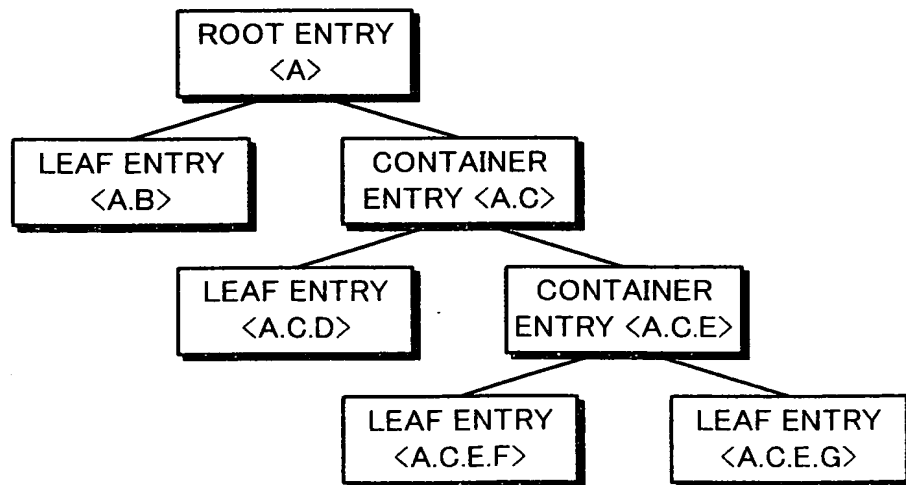 ROOT ENTRY
<A>
LEAF ENTRY
<A.B>
CONTAINER
ENTRY <A.C>
LEAF ENTRY
<A.C.D>
CONTAINER
ENTRY <A.C.E>
LEAF ENTRY
<A.C.E.F>
LEAF ENTRY
<A.C.E.G>